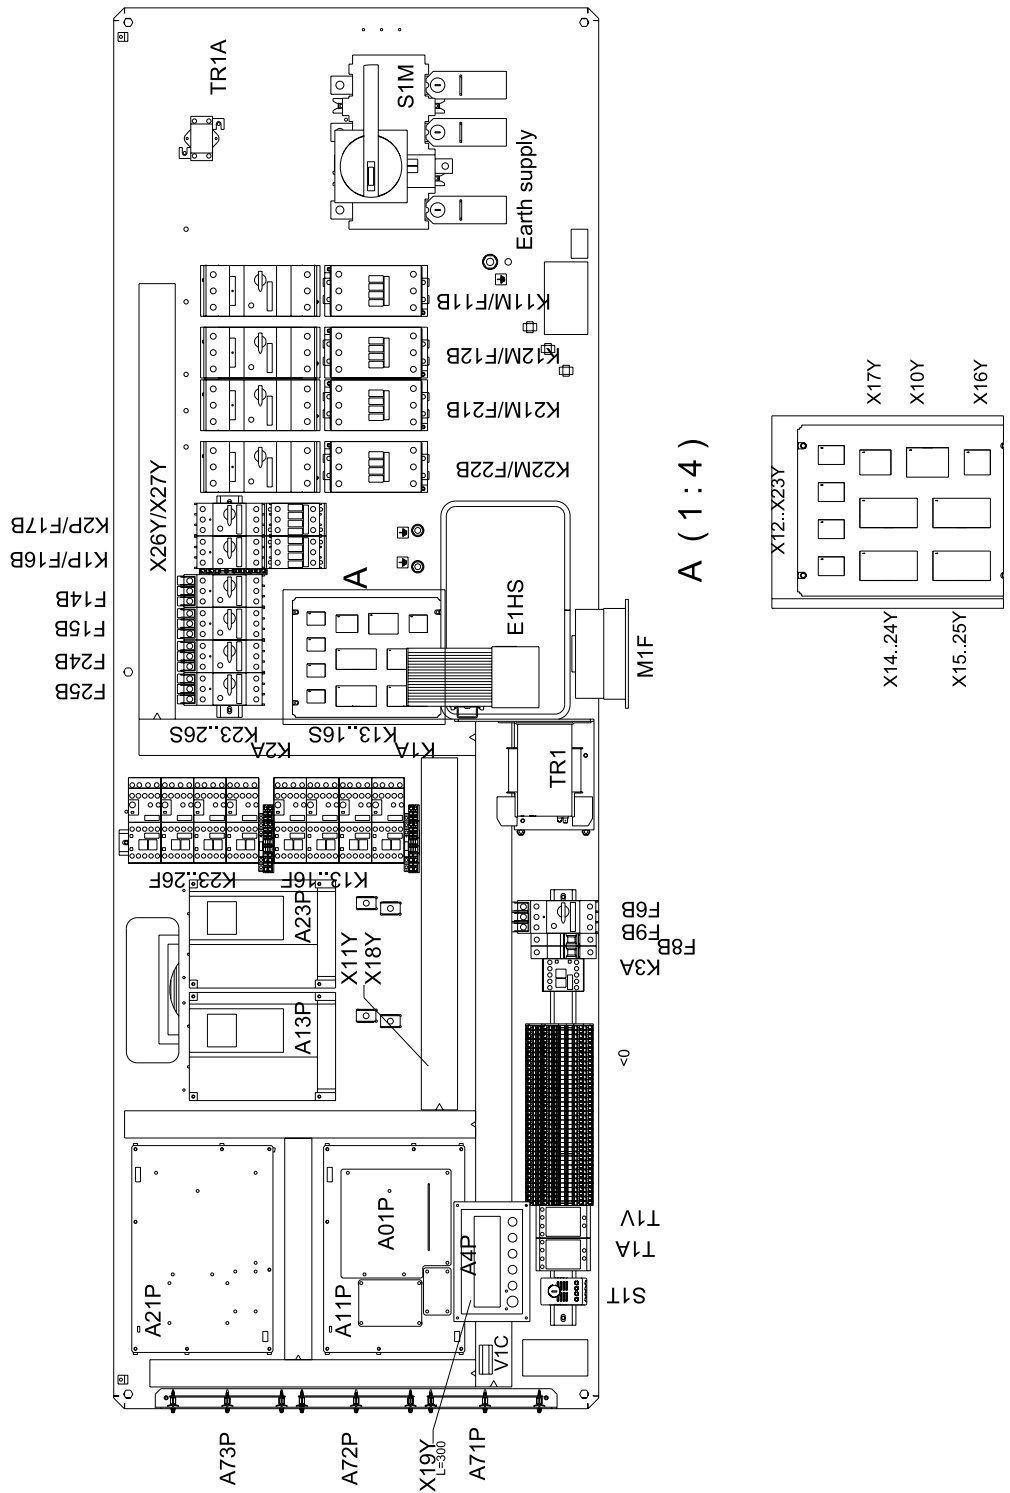 TR1A
S1M
Earth supply
K11M/F11B
K12M/F12B
K21M/F21B
K22M/F22B
X26Y/X27Y
K2P/F17B
K1P/F16B
F14B
F15B
F24B
F25B
A
E1HS
M1F
K23..26S
K13..16S
K2A
K1A
TR1
K23..26F
K13..16F
A23P
A13P
X11Y
X18Y
F6B
F9B
F8B
K3A
<0
A01P
A21P
A11P
A4P
T1V
T1A
S1T
V1C
A73P
A72P
X19Y
L=300
A71P
A ( 1 : 4 )
X17Y
X10Y
X16Y
X12..X23Y
X14..24Y
X15..25Y